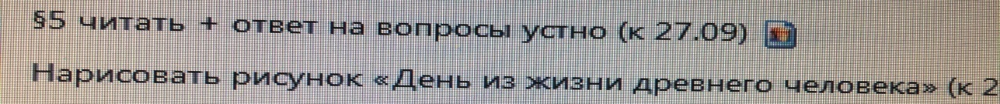 §5 читать + ответ на вопросы устно (к 27.09)
Нарисовать рисунок «День из жизни древнего человека» (к 2